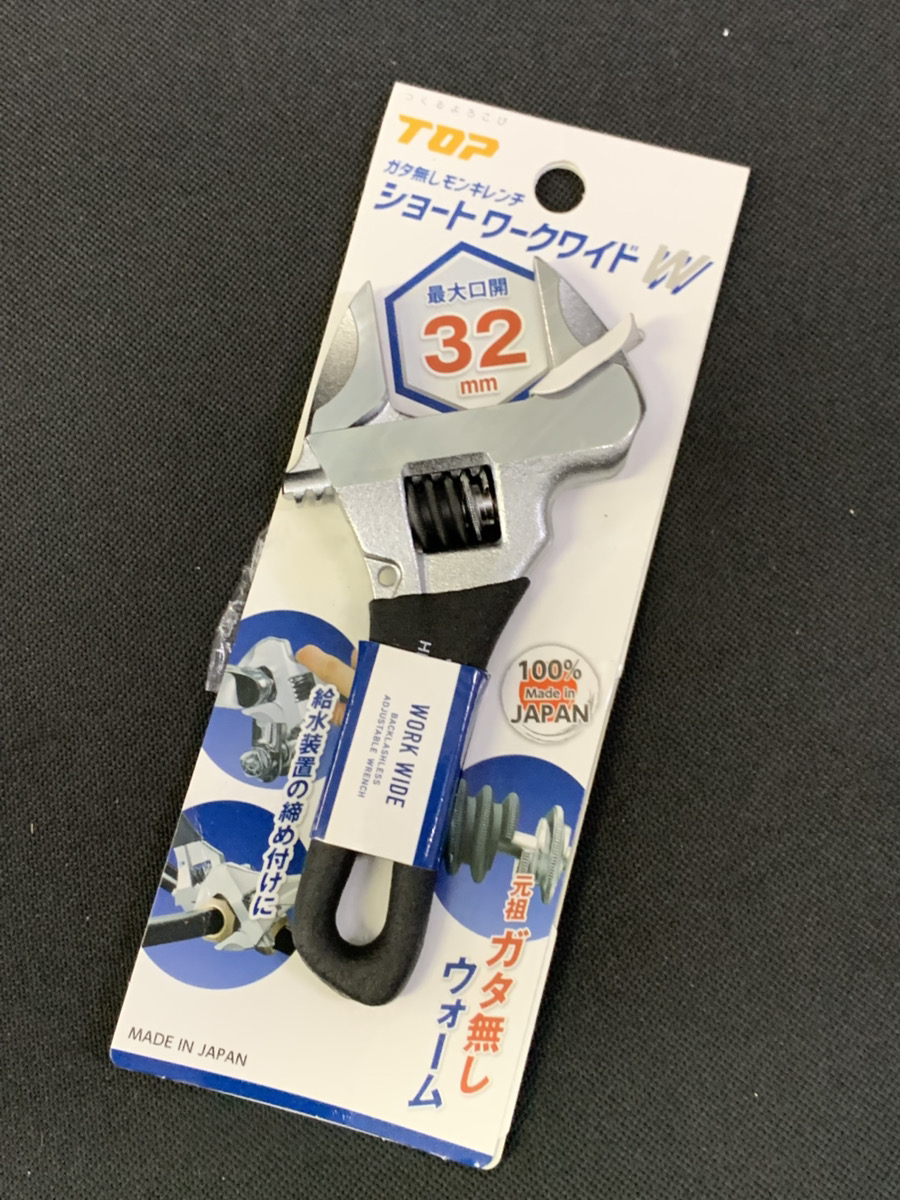 つくるよろこび
TOP
ガタ無しモンキレンチ
ショートワークワイド W
最大口開
32
mm
100%
Made in
JAPAN
WORK WIDE
BACKLASHLESS
ADJUSTABLE WRENCH
給水装置の締め付けに
元祖 ガタ無し
ウォーム
MADE IN JAPAN